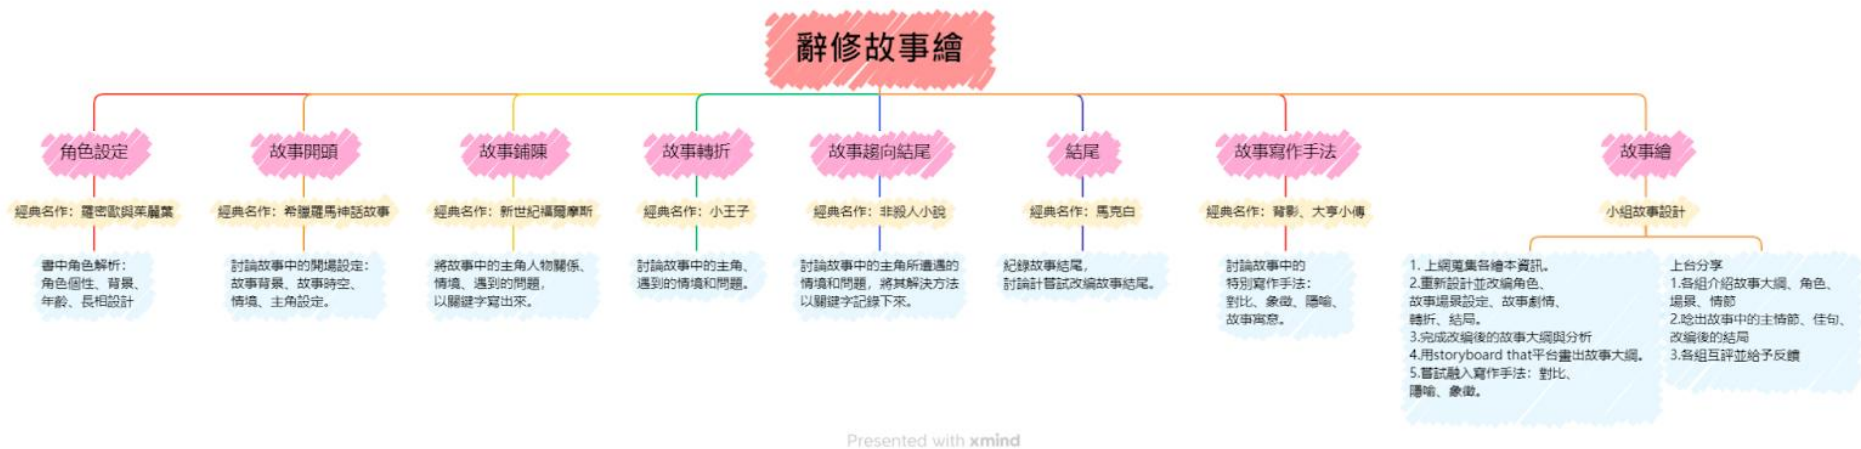 辭修故事繪
角色設定
經典名作：羅密歐與茱麗葉
書中角色解析：
角色個性、背景、
年齡、長相設計
故事開頭
經典名作：希臘羅馬神話故事
討論故事中的開場設定：
故事背景、故事時空、
情境、主角設定。
故事鋪陳
經典名作：新世紀福爾摩斯
將故事中的主角人物關係、
情境、遇到的問題，
以關鍵字寫出來。
故事轉折
經典名作：小王子
討論故事中的主角、
遇到的情境和問題。
故事趨向結尾
經典名作：非殺人小說
討論故事中的主角所遭遇的
情境和問題，將其解決方法
以關鍵字記錄下來。
結尾
經典名作：馬克白
紀錄故事結尾，
討論計嘗試改編故事結尾。
故事寫作手法
經典名作：背影、大亨小傳
討論故事中的
特別寫作手法：
對比、象徵、隱喻、
故事寓意。
故事繪
小組故事設計
1. 上網蒐集各繪本資訊。
2.重新設計並改編角色、
故事場景設定、故事劇情、
轉折、結局。
3.完成改編後的故事大綱與分析
4.用storyboard that平台畫出故事大綱。
5.嘗試融入寫作手法：對比、
隱喻、象徵。
上台分享
1.各組介紹故事大綱、角色、
場景、情節
2.唸出故事中的主情節、佳句、
改編後的結局
3.各組互評並給予反饋
Presented with xmind